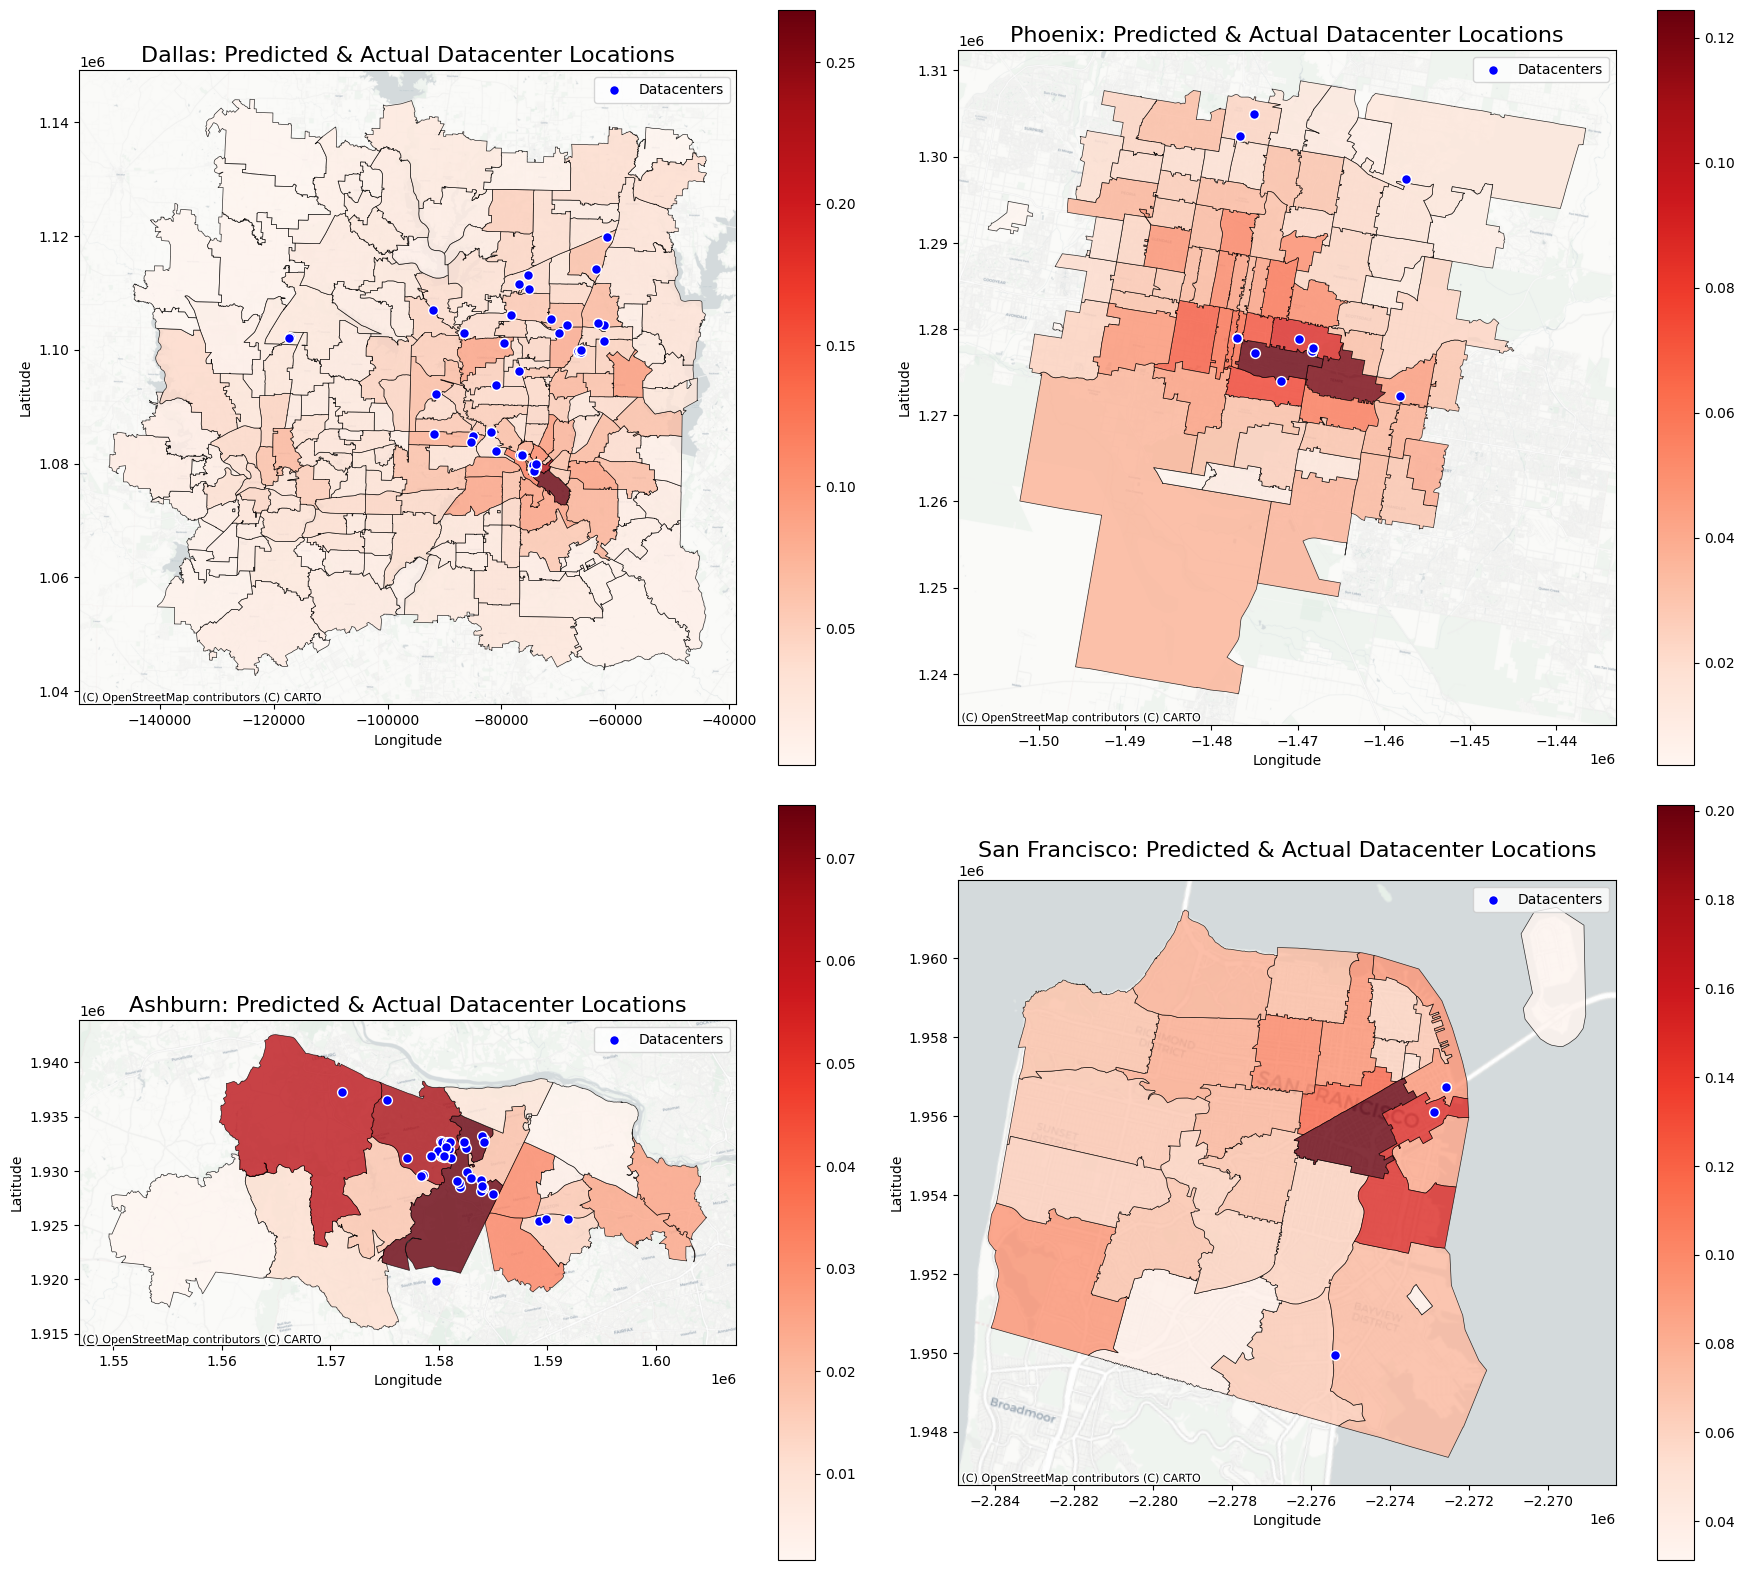 Dallas: Predicted & Actual Datacenter Locations
1e6
Datacenters
1.14
1.12
1.10
1.08
1.06
1.04
Latitude
(C) OpenStreetMap contributors (C) CARTO
−140000 −120000 −100000 −80000 −60000 −40000
Longitude
0.25
0.20
0.15
0.10
0.05
Phoenix: Predicted & Actual Datacenter Locations
1e6
Datacenters
1.31
1.30
1.29
1.28
1.27
1.26
1.25
1.24
Latitude
(C) OpenStreetMap contributors (C) CARTO
−1.50 −1.49 −1.48 −1.47 −1.46 −1.45 −1.44
Longitude
1e6
0.12
0.10
0.08
0.06
0.04
0.02
Ashburn: Predicted & Actual Datacenter Locations
1e6
Datacenters
1.940
1.935
1.930
1.925
1.920
1.915
Latitude
(C) OpenStreetMap contributors (C) CARTO
1.55 1.56 1.57 1.58 1.59 1.60
Longitude
1e6
0.07
0.06
0.05
0.04
0.03
0.02
0.01
San Francisco: Predicted & Actual Datacenter Locations
1e6
Datacenters
1.960
1.958
1.956
1.954
1.952
1.950
1.948
Latitude
RICHMOND
DISTRICT
SAN FRANCISCO
SUNSET
DISTRICT
BAYVIEW
DISTRICT
Broadmoor
(C) OpenStreetMap contributors (C) CARTO
−2.284 −2.282 −2.280 −2.278 −2.276 −2.274 −2.272 −2.270
Longitude
1e6
0.20
0.18
0.16
0.14
0.12
0.10
0.08
0.06
0.04